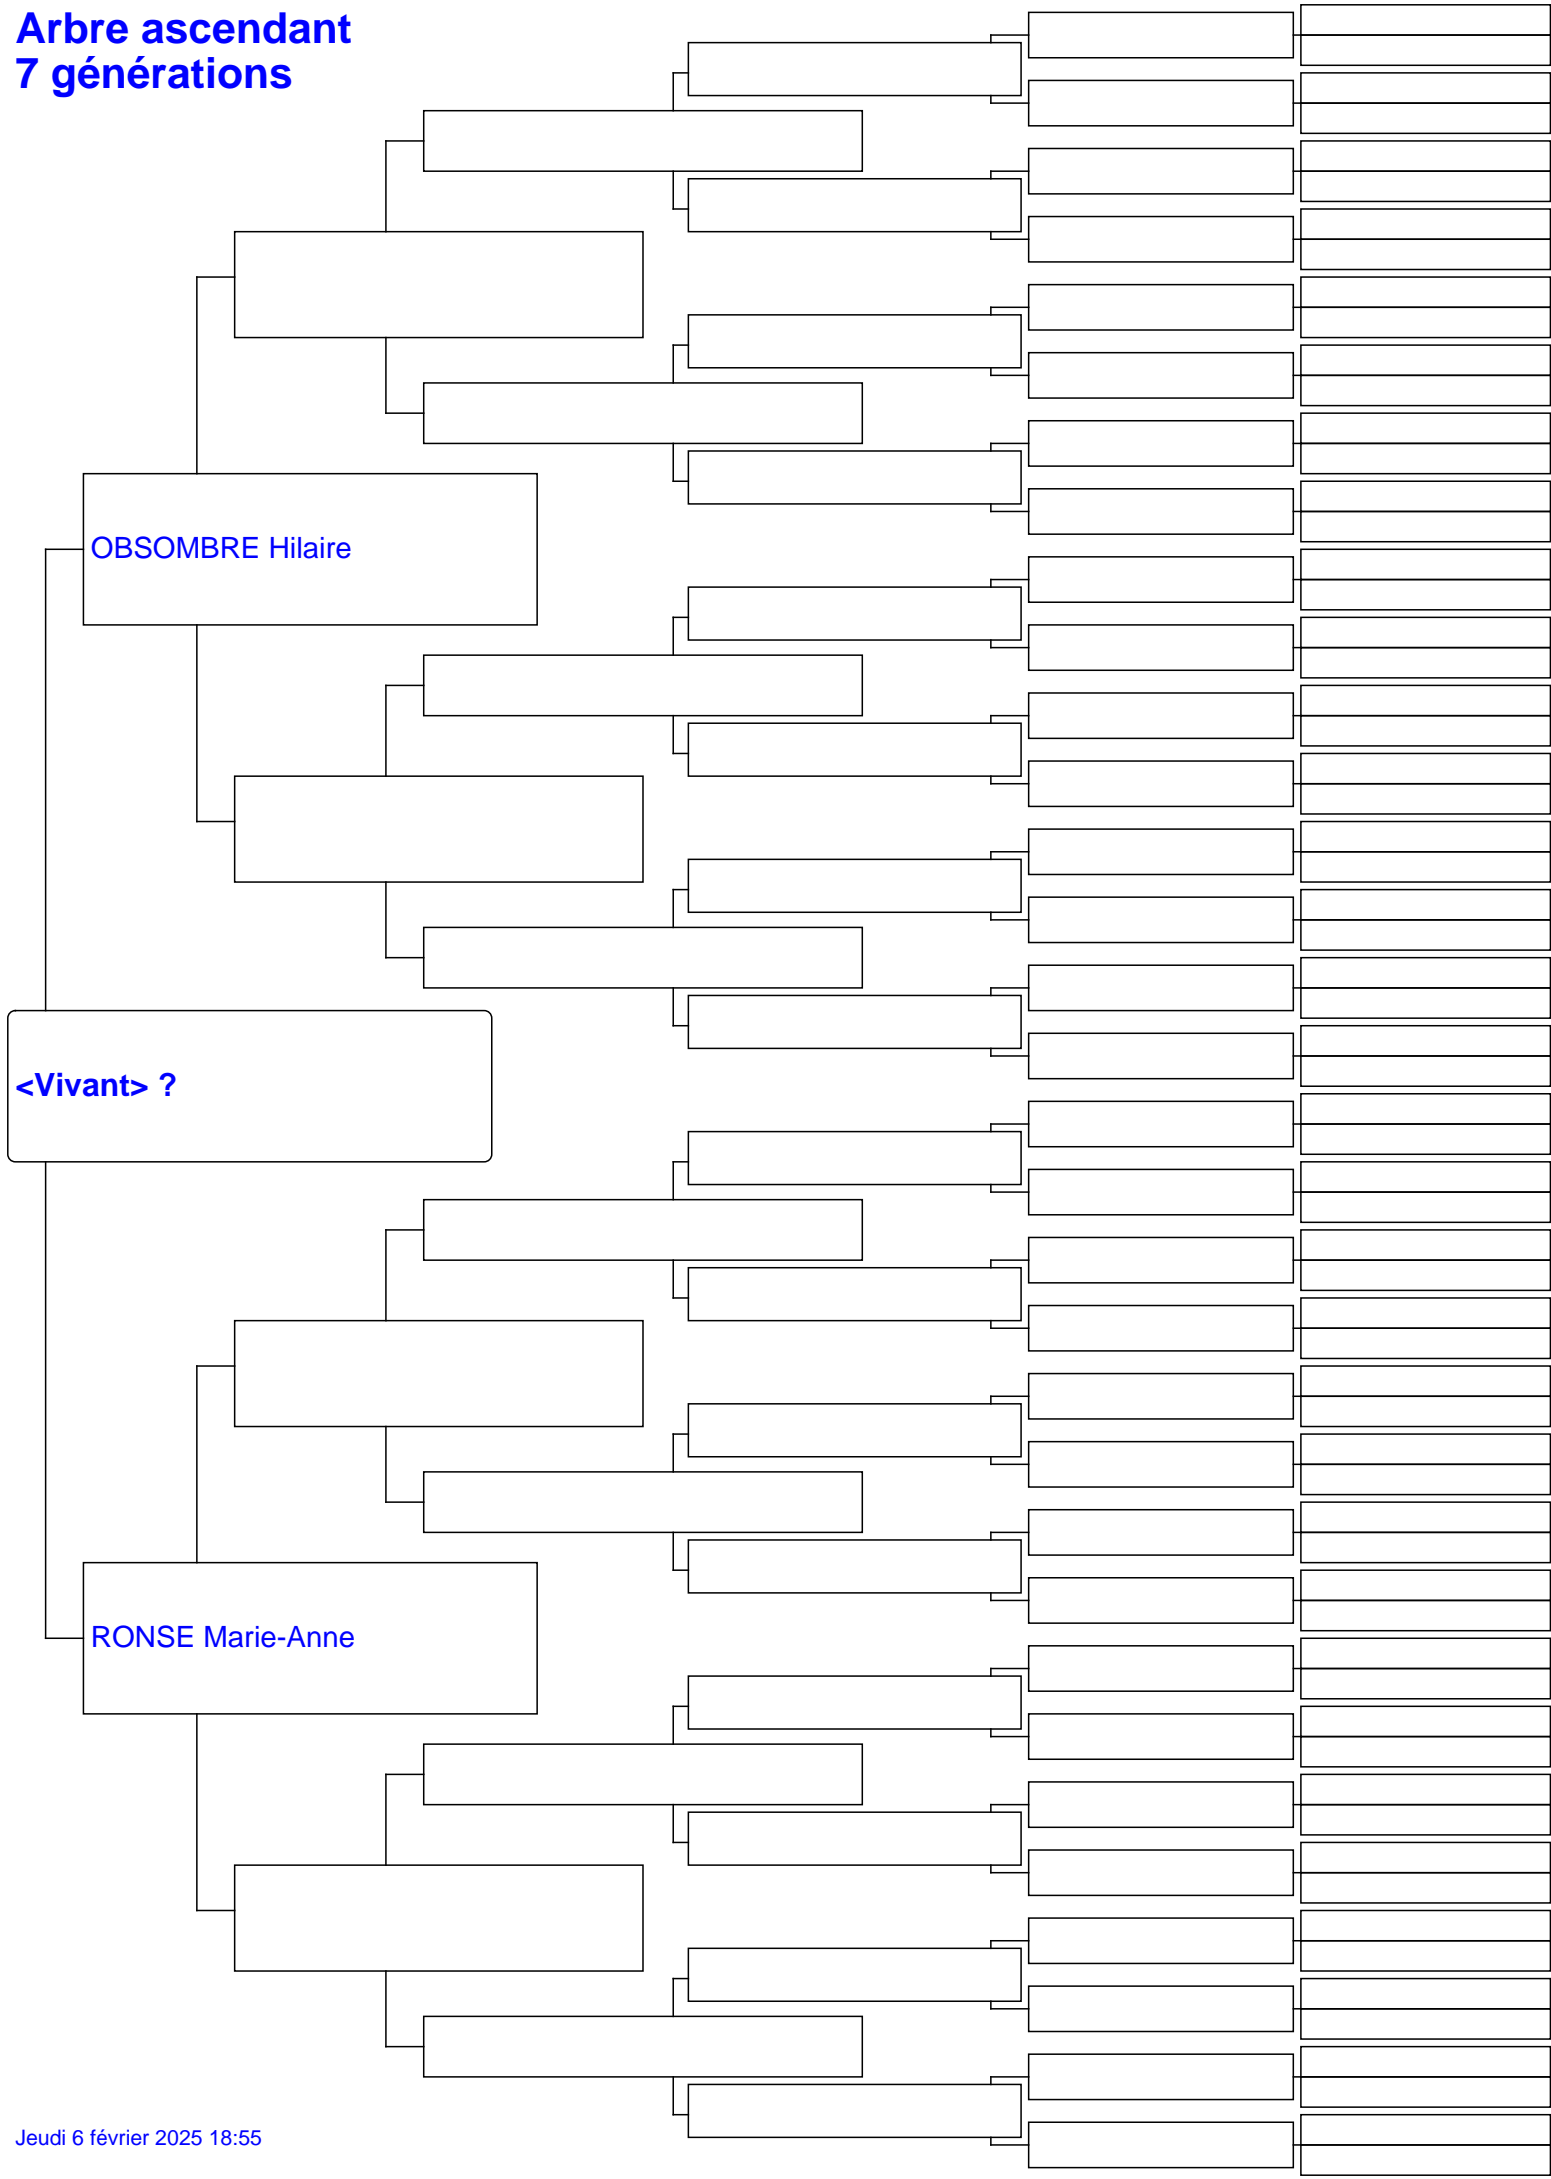 Arbre ascendant
7 générations
OBSOMBRE Hilaire
<Vivant> ?
RONSE Marie-Anne
Jeudi 6 février 2025 18:55